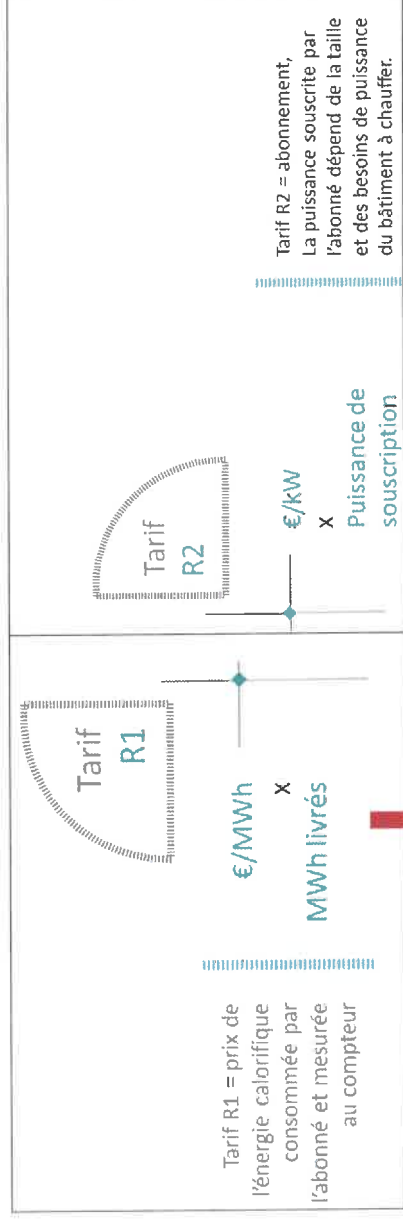 Tarif
R1
€/MWh
x
MWh livrés
Tarif R1 = prix de
l'énergie calorifique
consommée par
l'abonné et mesurée
au compteur
Tarif
R2
€/kW
x
Puissance de
souscription
Tarif R2 = abonnement,
La puissance souscrite par
l'abonné dépend de la taille
et des besoins de puissance
du bâtiment à chauffer.